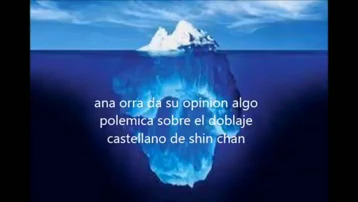 ana orra da su opinion algo
polemica sobre el doblaje
castellano de shin chan